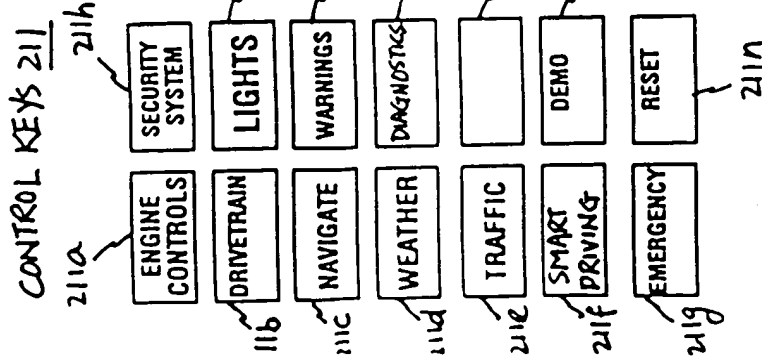 CONTROL KEYS 211
211a
211h
ENGINE
CONTROLS
SECURITY
SYSTEM
11b
DRIVETRAIN
LIGHTS
211c
NAVIGATE
WARNINGS
211d
WEATHER
DIAGNOSTICS
211e
TRAFFIC
211f
SMART
DRIVING
DEMO
211g
EMERGENCY
RESET
211n